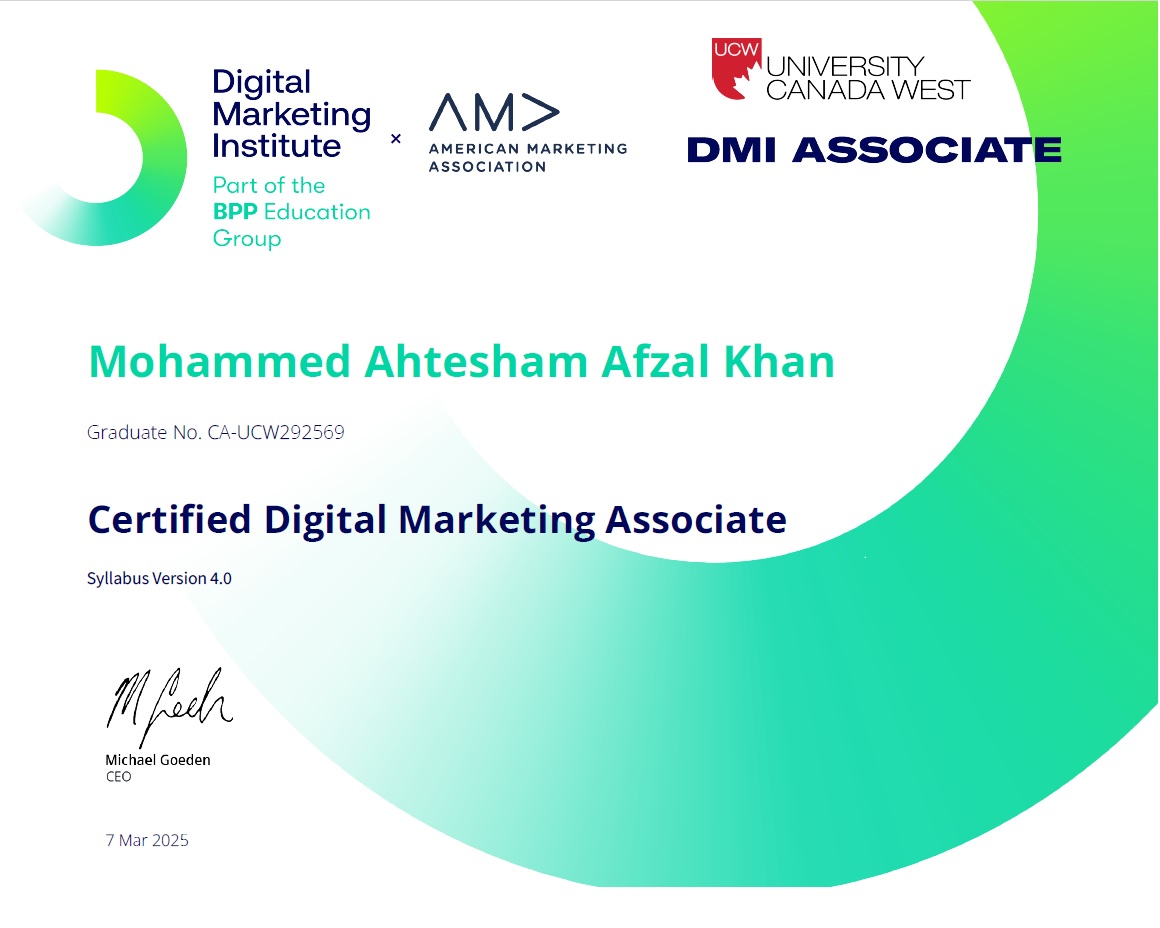 Digital
Marketing
Institute
Part of the
BPP Education
Group
×
AMA
AMERICAN MARKETING
ASSOCIATION
UCW
UNIVERSITY
CANADA WEST
DMI ASSOCIATE
Mohammed Ahtesham Afzal Khan
Graduate No. CA-UCW292569
Certified Digital Marketing Associate
Syllabus Version 4.0
Michael Goeden
CEO
7 Mar 2025